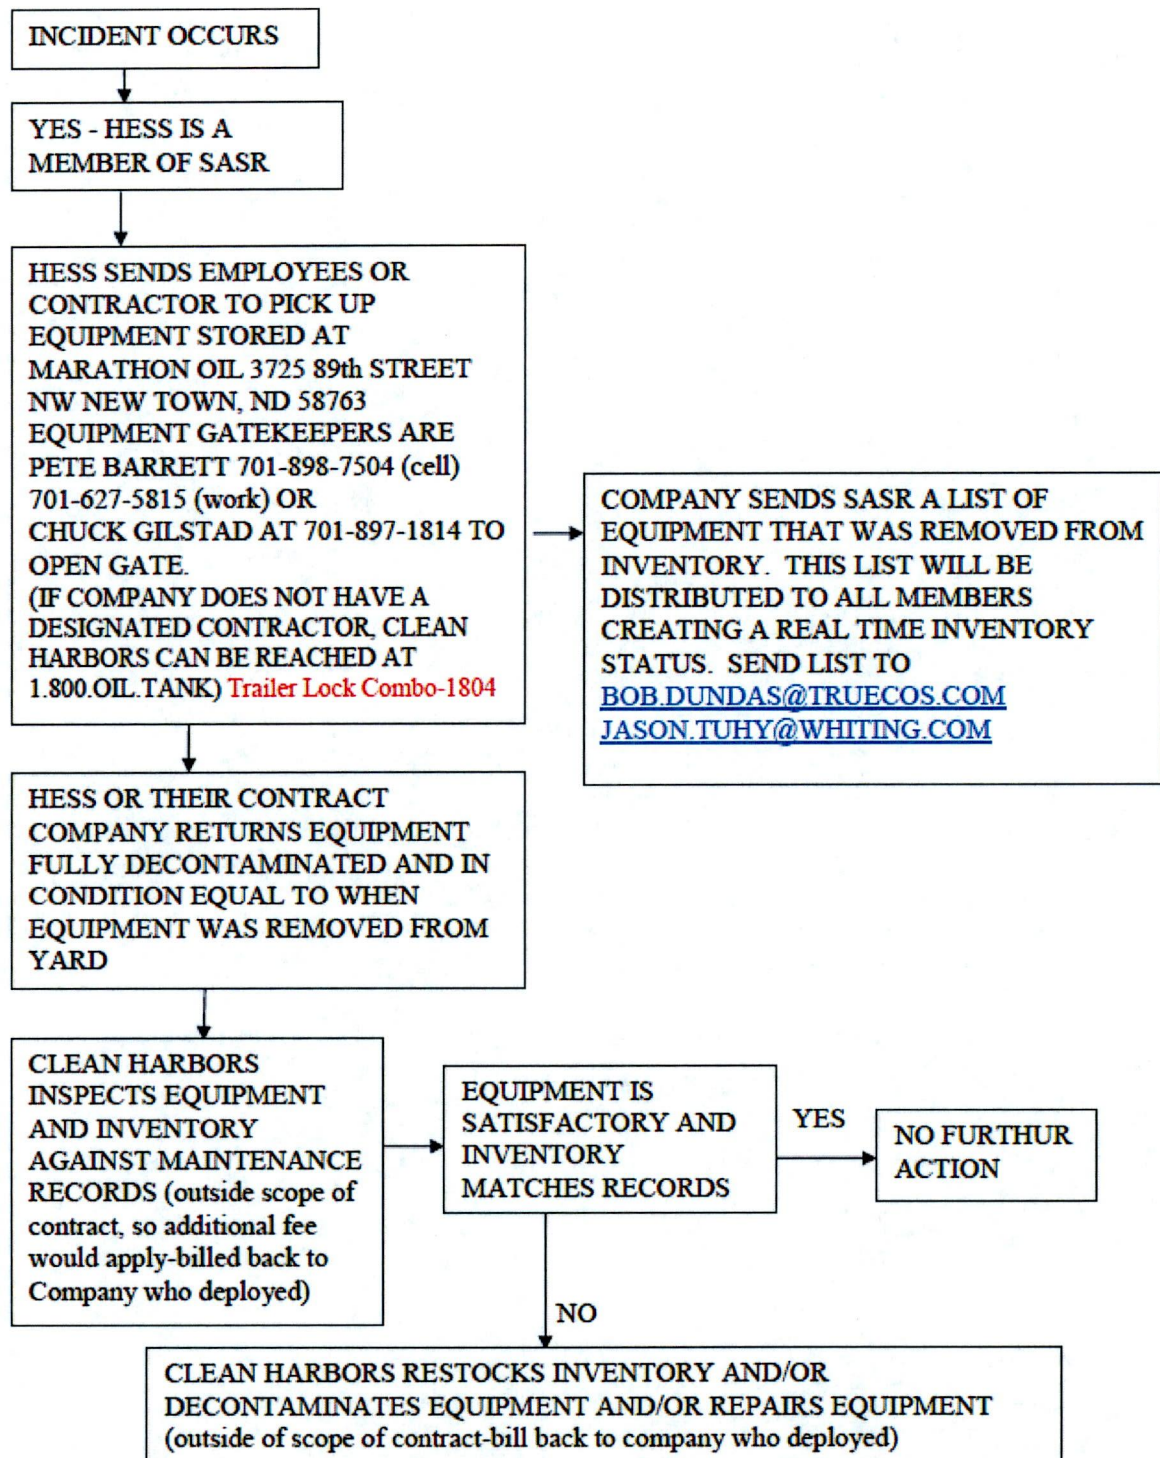 INCIDENT OCCURS
YES - HESS IS A
MEMBER OF SASR
HESS SENDS EMPLOYEES OR
CONTRACTOR TO PICK UP
EQUIPMENT STORED AT
MARATHON OIL 3725 89th STREET
NW NEW TOWN, ND 58763
EQUIPMENT GATEKEEPERS ARE
PETE BARRETT 701-898-7504 (cell)
701-627-5815 (work) OR
CHUCK GILSTAD AT 701-897-1814 TO
OPEN GATE.
(IF COMPANY DOES NOT HAVE A
DESIGNATED CONTRACTOR, CLEAN
HARBORS CAN BE REACHED AT
1.800.OIL.TANK) Trailer Lock Combo-1804
COMPANY SENDS SASR A LIST OF
EQUIPMENT THAT WAS REMOVED FROM
INVENTORY. THIS LIST WILL BE
DISTRIBUTED TO ALL MEMBERS
CREATING A REAL TIME INVENTORY
STATUS. SEND LIST TO
BOB.DUNDAS@TRUECOS.COM
JASON.TUHY@WHITING.COM
HESS OR THEIR CONTRACT
COMPANY RETURNS EQUIPMENT
FULLY DECONTAMINATED AND IN
CONDITION EQUAL TO WHEN
EQUIPMENT WAS REMOVED FROM
YARD
CLEAN HARBORS
INSPECTS EQUIPMENT
AND INVENTORY
AGAINST MAINTENANCE
RECORDS (outside scope of
contract, so additional fee
would apply-billed back to
Company who deployed)
EQUIPMENT IS
SATISFACTORY AND
INVENTORY
MATCHES RECORDS
YES
NO FURTHUR
ACTION
NO
CLEAN HARBORS RESTOCKS INVENTORY AND/OR
DECONTAMINATES EQUIPMENT AND/OR REPAIRS EQUIPMENT
(outside of scope of contract-bill back to company who deployed)